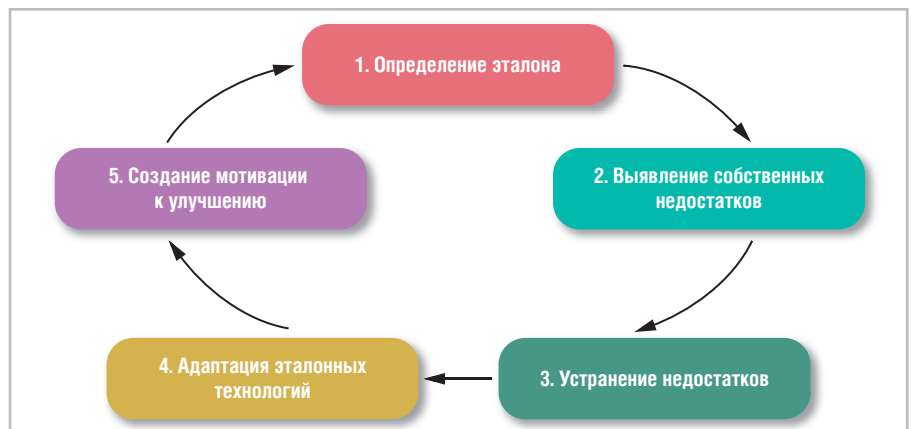 1. Определение эталона
2. Выявление собственных
недостатков
3. Устранение недостатков
4. Адаптация эталонных
технологий
5. Создание мотивации
к улучшению